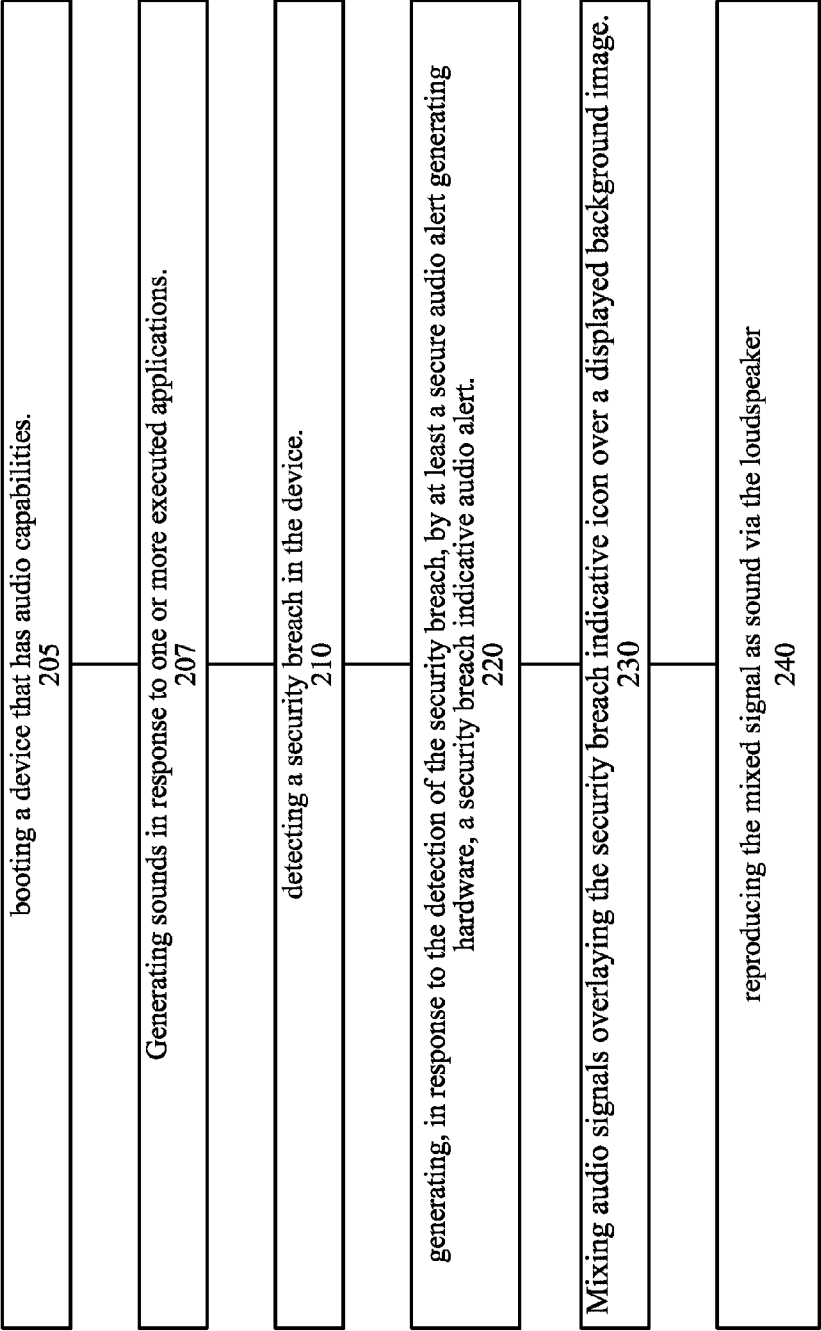 booting a device that has audio capabilities.
205
Generating sounds in response to one or more executed applications.
207
detecting a security breach in the device.
210
generating, in response to the detection of the security breach, by at least a secure audio alert generating
hardware, a security breach indicative audio alert.
220
Mixing audio signals overlaying the security breach indicative icon over a displayed background image.
230
reproducing the mixed signal as sound via the loudspeaker
240